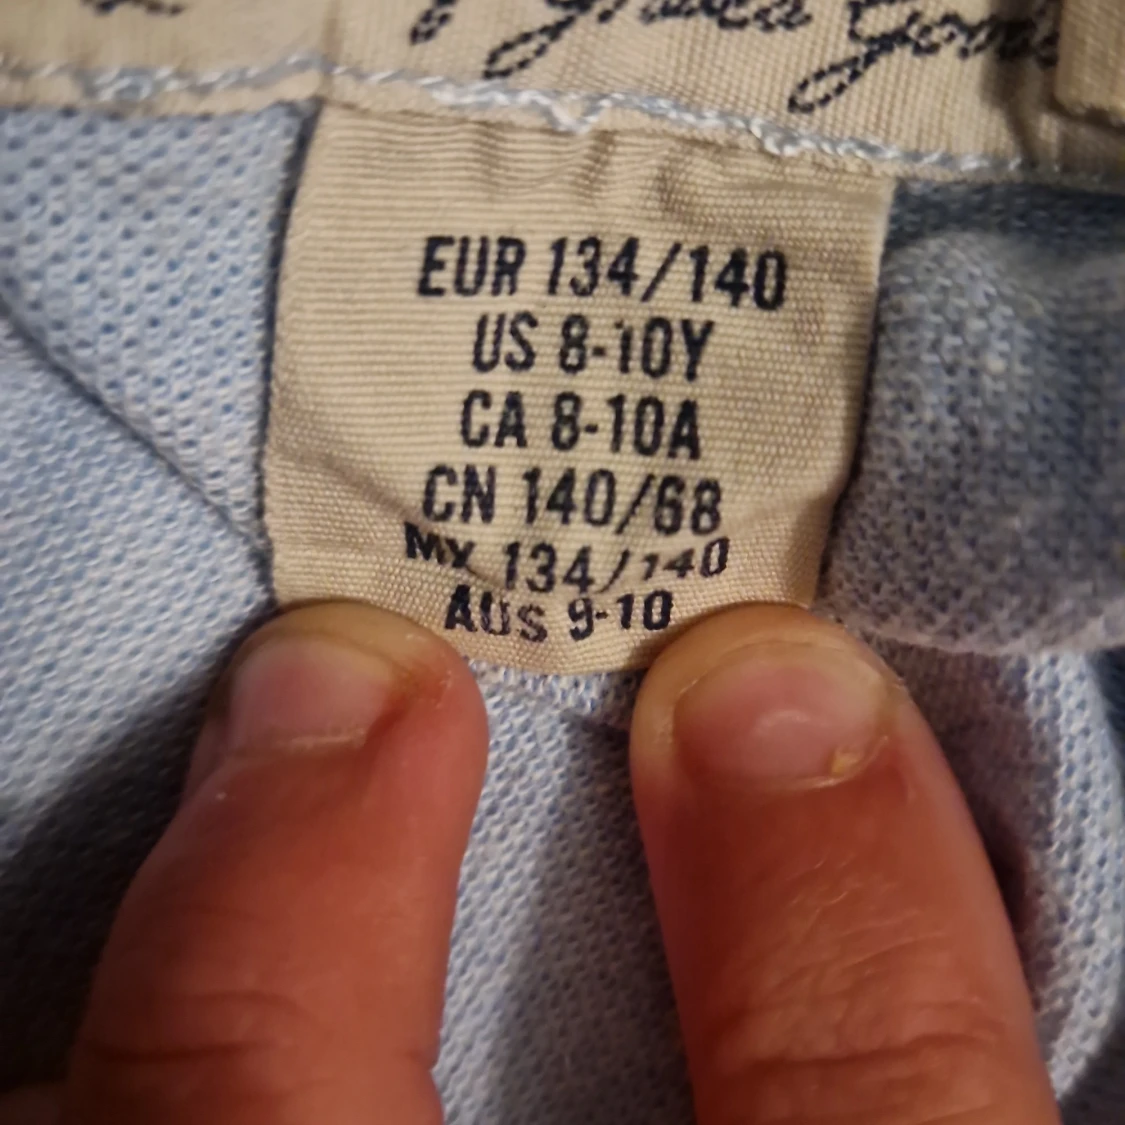 EUR 134/140
US 8-10Y
CA 8-10A
CN 140/68
MX 134/140
AUS 9-10